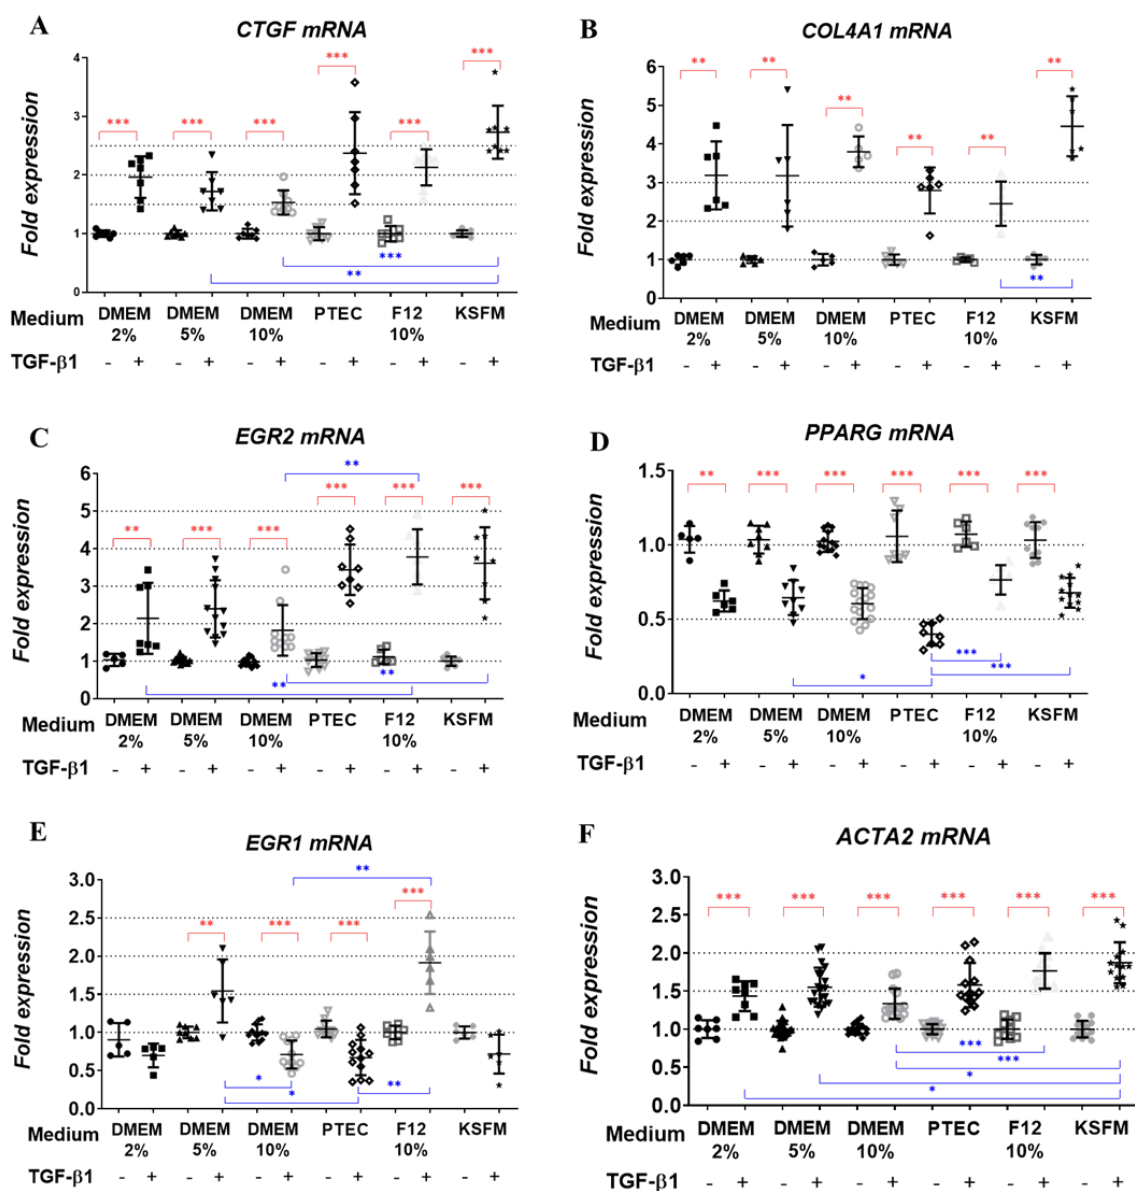 A
CTGF mRNA
Fold expression
4
3
2
1
0
***
***
***
***
***
***
***
**
Medium
DMEM 2%
DMEM 5%
DMEM 10%
PTEC
F12 10%
KSFM
TGF-β1
- + - + - + - + - + - +
B
COL4A1 mRNA
Fold expression
6
5
4
3
2
1
0
**
**
**
**
**
**
**
Medium
DMEM 2%
DMEM 5%
DMEM 10%
PTEC
F12 10%
KSFM
TGF-β1
- + - + - + - + - + - +
C
EGR2 mRNA
Fold expression
6
5
4
3
2
1
0
**
**
***
***
***
***
***
**
**
Medium
DMEM 2%
DMEM 5%
DMEM 10%
PTEC
F12 10%
KSFM
TGF-β1
- + - + - + - + - + - +
D
PPARG mRNA
Fold expression
1.5
1.0
0.5
0.0
**
***
***
***
***
***
***
***
*
Medium
DMEM 2%
DMEM 5%
DMEM 10%
PTEC
F12 10%
KSFM
TGF-β1
- + - + - + - + - + - +
E
EGR1 mRNA
Fold expression
3.0
2.5
2.0
1.5
1.0
0.5
0.0
**
**
***
***
***
*
*
**
Medium
DMEM 2%
DMEM 5%
DMEM 10%
PTEC
F12 10%
KSFM
TGF-β1
- + - + - + - + - + - +
F
ACTA2 mRNA
Fold expression
3.0
2.5
2.0
1.5
1.0
0.5
0.0
***
***
***
***
***
***
***
***
*
*
Medium
DMEM 2%
DMEM 5%
DMEM 10%
PTEC
F12 10%
KSFM
TGF-β1
- + - + - + - + - + - +